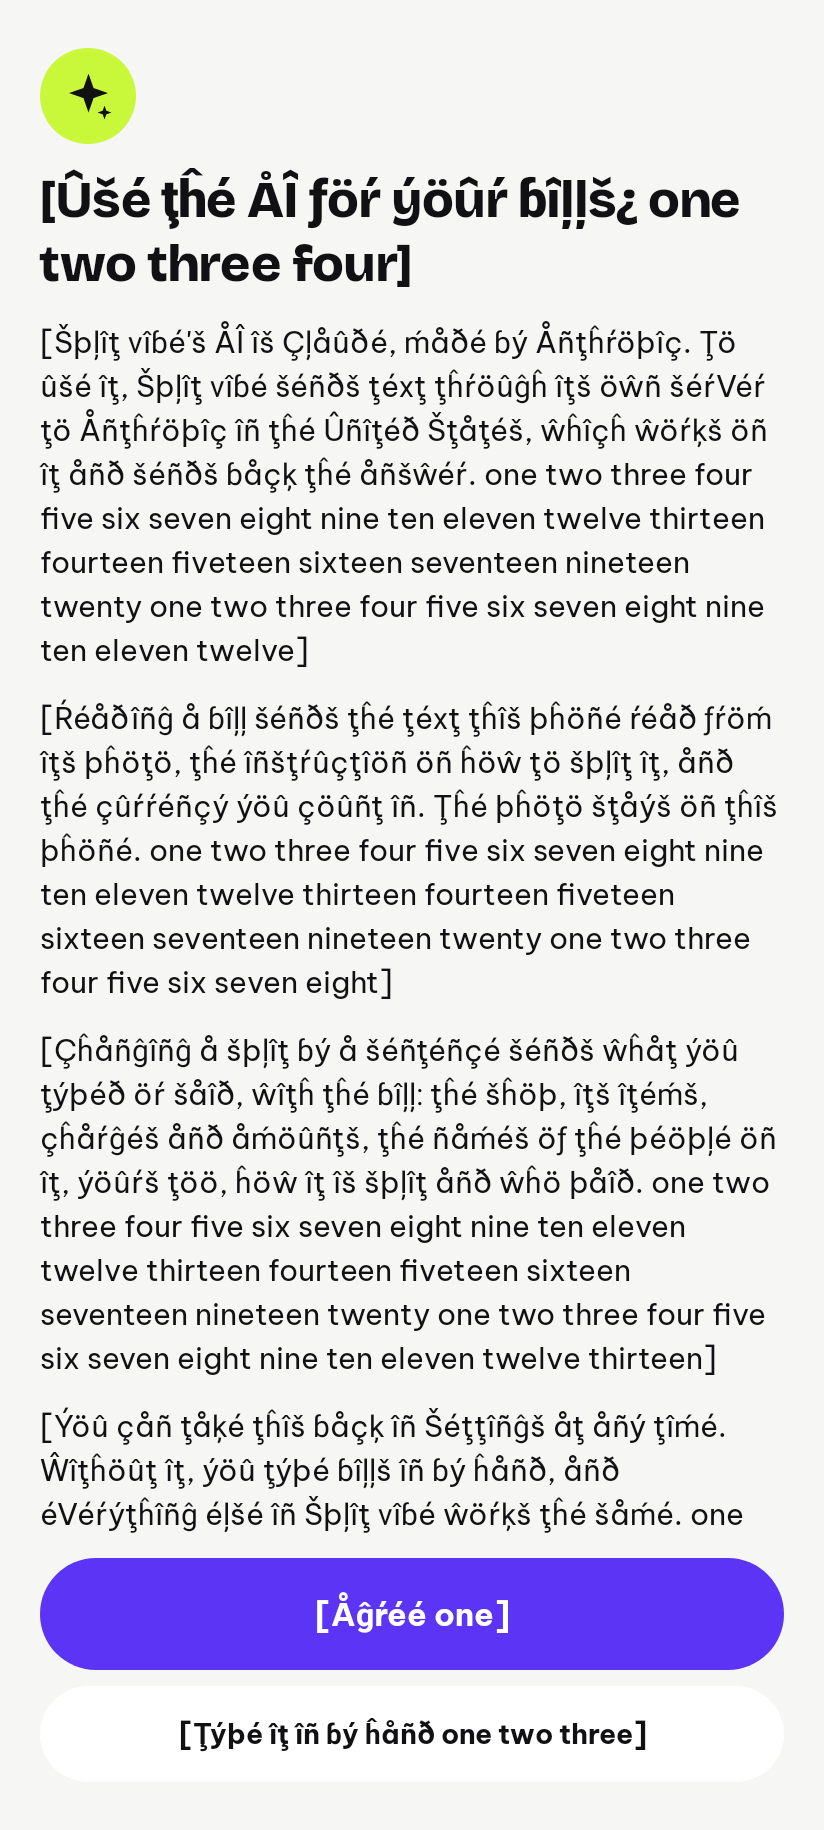 [Ûšé ţĥé ÅÎ ƒöŕ ýöûŕ ƀîļļš¿ one
two three four]
[Šþļîţ vîƀé'š ÅÎ îš Çļåûðé, ḿåðé ƀý Åñţĥŕöþîç. Ţö
ûšé îţ, Šþļîţ vîƀé šéñðš ţéxţ ţĥŕöûĝĥ îţš öŵñ šéŕVéŕ
ţö Åñţĥŕöþîç îñ ţĥé Ûñîţéð Šţåţéš, ŵĥîçĥ ŵöŕķš öñ
îţ åñð šéñðš ƀåçķ ţĥé åñšŵéŕ. one two three four
five six seven eight nine ten eleven twelve thirteen
fourteen fiveteen sixteen seventeen nineteen
twenty one two three four five six seven eight nine
ten eleven twelve]
[Ŕéåðîñĝ å ƀîļļ šéñðš ţĥé ţéxţ ţĥîš þĥöñé ŕéåð ƒŕöḿ
îţš þĥöţö, ţĥé îñšţŕûçţîöñ öñ ĥöŵ ţö šþļîţ îţ, åñð
ţĥé çûŕŕéñçý ýöû çöûñţ îñ. Ţĥé þĥöţö šţåýš öñ ţĥîš
þĥöñé. one two three four five six seven eight nine
ten eleven twelve thirteen fourteen fiveteen
sixteen seventeen nineteen twenty one two three
four five six seven eight]
[Çĥåñĝîñĝ å šþļîţ ƀý å šéñţéñçé šéñðš ŵĥåţ ýöû
ţýþéð öŕ šåîð, ŵîţĥ ţĥé ƀîļļ: ţĥé šĥöþ, îţš îţéḿš,
çĥåŕĝéš åñð åḿöûñţš, ţĥé ñåḿéš öƒ ţĥé þéöþļé öñ
îţ, ýöûŕš ţöö, ĥöŵ îţ îš šþļîţ åñð ŵĥö þåîð. one two
three four five six seven eight nine ten eleven
twelve thirteen fourteen fiveteen sixteen
seventeen nineteen twenty one two three four five
six seven eight nine ten eleven twelve thirteen]
[Ýöû çåñ ţåķé ţĥîš ƀåçķ îñ Šéţţîñĝš åţ åñý ţîḿé.
Ŵîţĥöûţ îţ, ýöû ţýþé ƀîļļš îñ ƀý ĥåñð, åñð
éVéŕýţĥîñĝ éļšé îñ Šþļîţ vîƀé ŵöŕķš ţĥé šåḿé. one
[Åĝŕéé one]
[Ţýþé îţ îñ ƀý ĥåñð one two three]